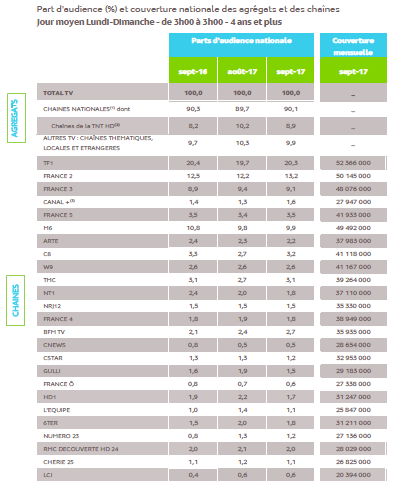 Part d'audience (%) et couverture nationale des agrégats et des chaînes
Jour moyen Lundi-Dimanche - de 3h00 à 3h00 - 4 ans et plus
Parts d'audience nationale Couverture mensuelle
sept-16 août-17 sept-17 sept-17
AGREGATS
TOTAL TV 100,0 100,0 100,0 _
CHAINES NATIONALES(1) dont 90,3 89,7 90,1 _
Chaînes de la TNT HD(2) 8,2 10,2 8,9 _
AUTRES TV : CHAÎNES THEMATIQUES,
LOCALES ET ETRANGERES 9,7 10,3 9,9 _
CHAINES
TF1 20,4 19,7 20,3 52 366 000
FRANCE 2 12,5 12,2 13,2 50 145 000
FRANCE 3 8,9 9,4 9,1 48 076 000
CANAL + 1,4 1,3 1,6 27 947 000
FRANCE 5 3,5 3,4 3,5 41 933 000
M6 10,8 9,8 9,9 49 492 000
ARTE 2,4 2,3 2,2 37 983 000
C8 3,3 2,7 3,2 41 118 000
W9 2,6 2,6 2,6 41 167 000
TMC 3,1 2,7 3,1 39 264 000
NT1 2,4 2,0 1,8 37 110 000
NRJ12 1,5 1,5 1,5 35 330 000
FRANCE 4 1,8 1,9 1,8 38 949 000
BFM TV 2,1 2,4 2,7 35 935 000
CNEWS 0,8 0,5 0,5 28 654 000
CSTAR 1,3 1,3 1,2 32 953 000
GULLI 1,6 1,9 1,5 29 183 000
FRANCE Ô 0,8 0,7 0,6 27 338 000
HD1 1,9 2,2 1,7 31 247 000
L'EQUIPE 1,0 1,4 1,1 25 847 000
6TER 1,5 2,0 1,8 31 211 000
NUMERO 23 0,8 1,3 1,2 27 136 000
RMC DECOUVERTE HD 24 2,0 2,1 2,0 28 029 000
CHERIE 25 1,1 1,2 1,1 26 825 000
LCI 0,4 0,6 0,6 20 394 000